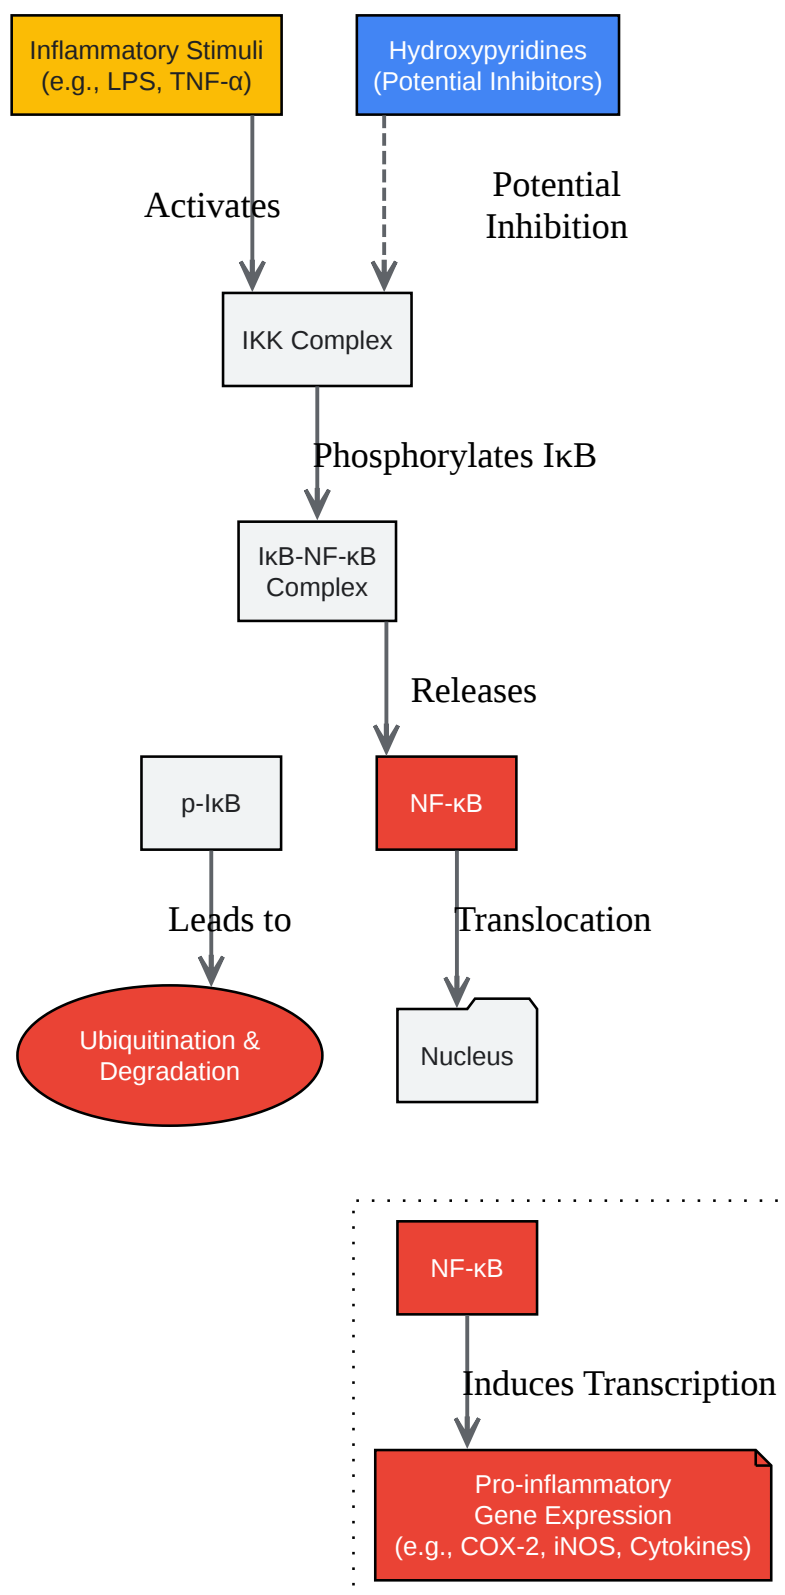 Inflammatory Stimuli
(e.g., LPS, TNF-α)
Hydroxypyridines
(Potential Inhibitors)
Activates
Potential
Inhibition
IKK Complex
Phosphorylates IκB
IκB-NF-κB
Complex
Releases
p-IκB
NF-κB
Leads to
Translocation
Ubiquitination &
Degradation
Nucleus
NF-κB
Induces Transcription
Pro-inflammatory
Gene Expression
(e.g., COX-2, iNOS, Cytokines)